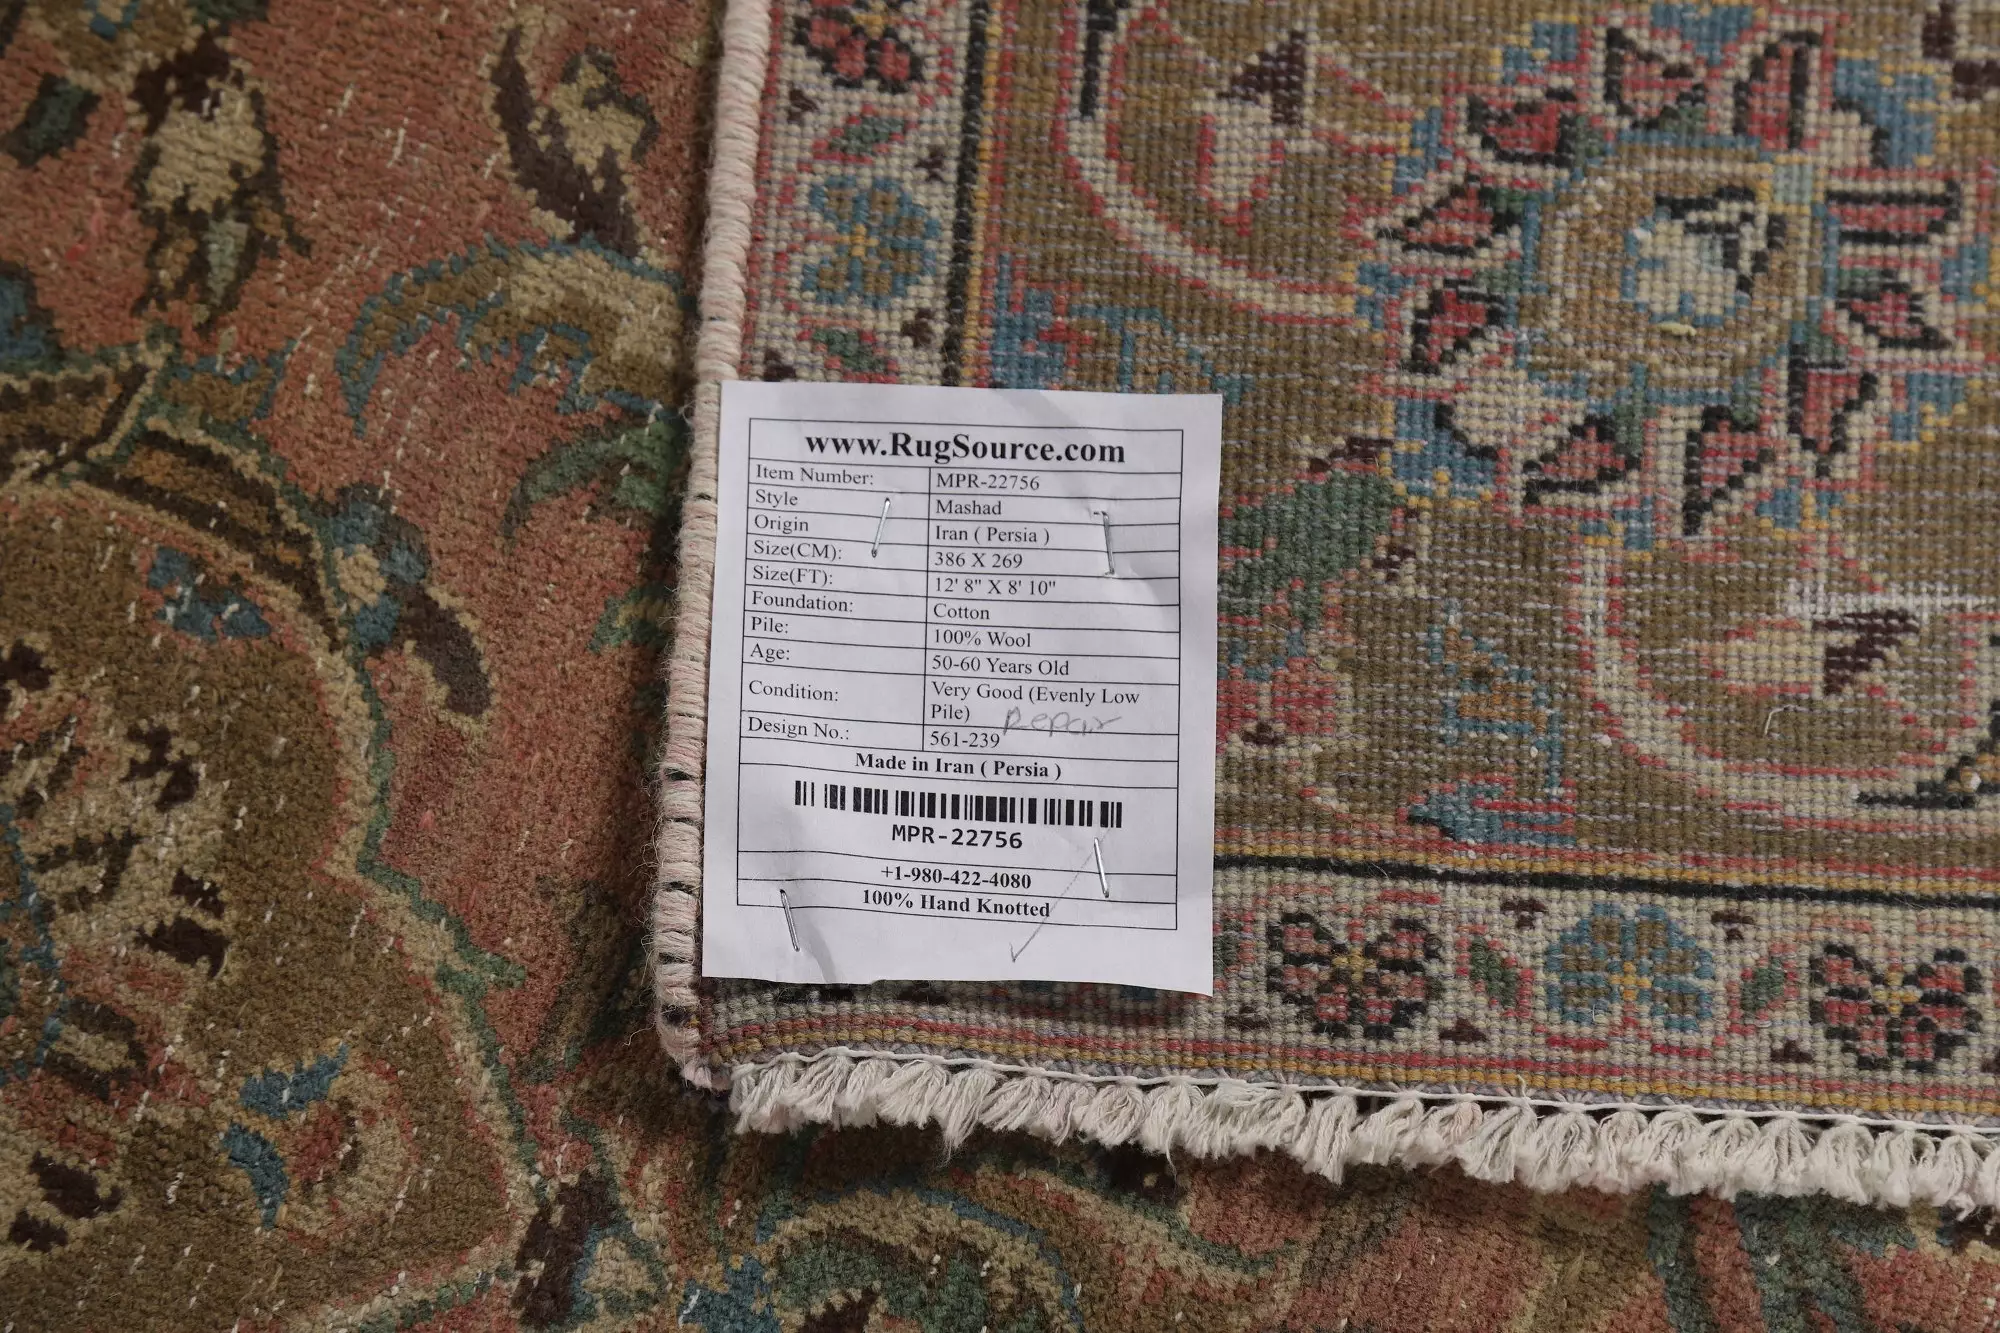 www.RugSource.com
Item Number: MPR-22756
Style Mashad
Origin Iran ( Persia )
Size(CM): 386 X 269
Size(FT): 12' 8" X 8' 10"
Foundation: Cotton
Pile: 100% Wool
Age: 50-60 Years Old
Condition: Very Good (Evenly Low
Pile) Repair
Design No.: 561-239
Made in Iran ( Persia )
MPR-22756
+1-980-422-4080
100% Hand Knotted